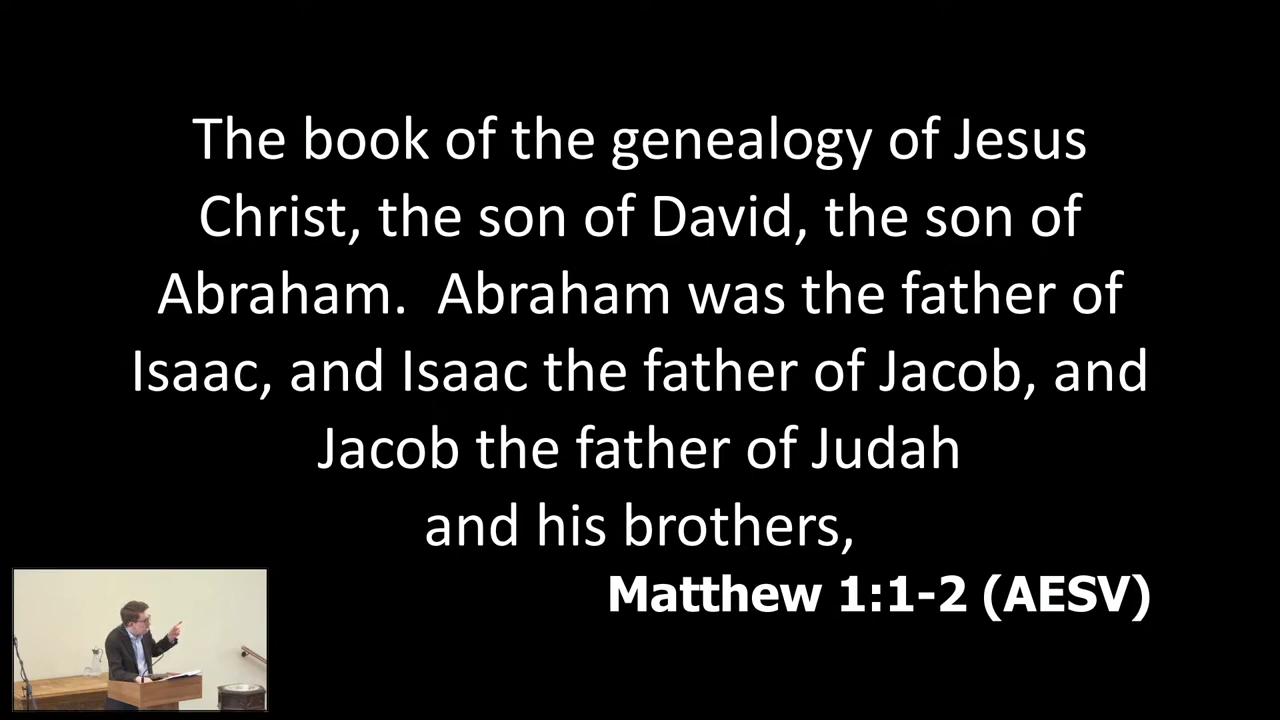 The book of the genealogy of Jesus
Christ, the son of David, the son of
Abraham.  Abraham was the father of
Isaac, and Isaac the father of Jacob, and
Jacob the father of Judah
and his brothers,
Matthew 1:1-2 (AESV)